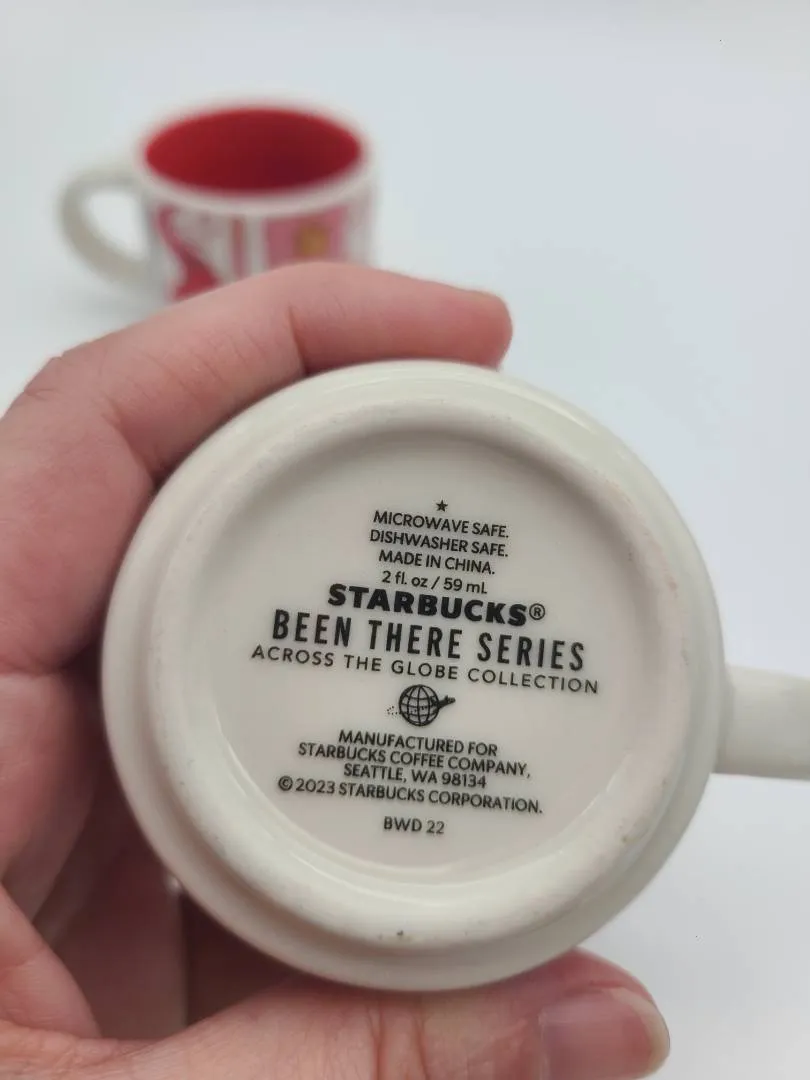 MICROWAVE SAFE.
DISHWASHER SAFE.
MADE IN CHINA.
2 fl. oz / 59 mL
STARBUCKS®
BEEN THERE SERIES
ACROSS THE GLOBE COLLECTION
MANUFACTURED FOR
STARBUCKS COFFEE COMPANY,
SEATTLE, WA 98134
© 2023 STARBUCKS CORPORATION.
BWD 22